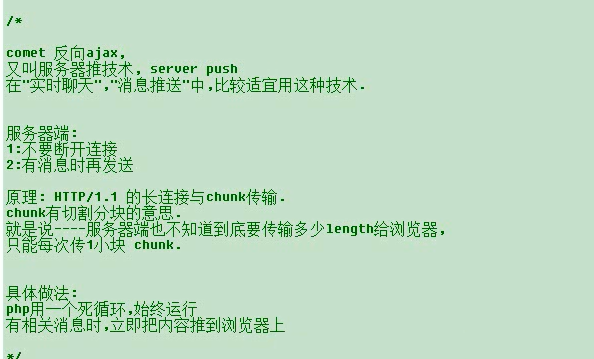 /*
comet 反向ajax,
又叫服务器推技术, server push
在"实时聊天","消息推送"中,比较适宜用这种技术.
服务器端:
1:不要断开连接
2:有消息时再发送
原理: HTTP/1.1 的长连接与chunk传输.
chunk有切割分块的意思.
就是说----服务器端也不知道到底要传输多少length给浏览器,
只能每次传1小块 chunk.
具体做法:
php用一个死循环,始终运行
有相关消息时,立即把内容推到浏览器上
*/